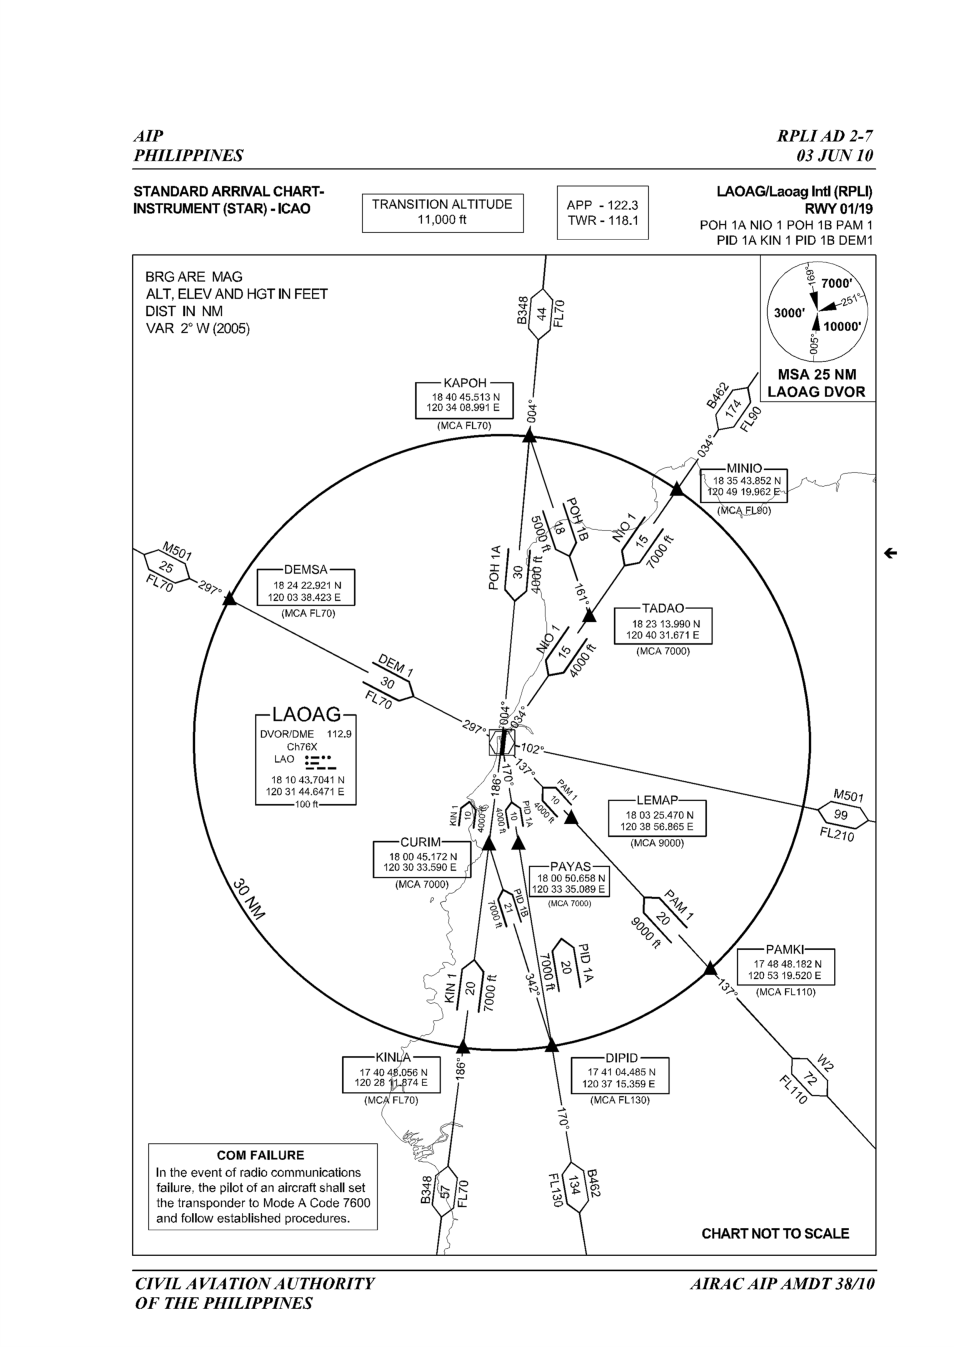 AIP
PHILIPPINES
RPLI AD 2-7
03 JUN 10
STANDARD ARRIVAL CHART-
INSTRUMENT (STAR) - ICAO
TRANSITION ALTITUDE
11,000 ft
APP - 122.3
TWR - 118.1
LAOAG/Laoag Intl (RPLI)
RWY 01/19
POH 1A NIO 1 POH 1B PAM 1
PID 1A KIN 1 PID 1B DEM1
BRG ARE MAG
ALT, ELEV AND HGT IN FEET
DIST IN NM
VAR 2° W (2005)
B348
44
FL70
169°
7000'
251°
3000'
10000'
005°
MSA 25 NM
LAOAG DVOR
KAPOH
18 40 45.513 N
120 34 08.991 E
(MCA FL70)
004°
B462
174
FL90
034°
MINIO
18 35 43.852 N
120 49 19.962 E
(MCA FL90)
POH 1B
18
5000 ft
NIO 1
15
7000 ft
POH 1A
30
4000 ft
161°
M501
25
FL70
297°
DEMSA
18 24 22.921 N
120 03 38.423 E
(MCA FL70)
TADAO
18 23 13.990 N
120 40 31.671 E
(MCA 7000)
NIO 1
15
4000 ft
DEM 1
30
FL70
LAOAG
DVOR/DME 112.9
Ch76X
LAO
18 10 43.7041 N
120 31 44.6471 E
100 ft
297°
004°
034°
102°
137°
170°
186°
M501
99
FL210
PAM 1
10
4000 ft
LEMAP
18 03 25.470 N
120 38 56.865 E
(MCA 9000)
KIN 1
10
4000 ft
4000 ft
10
PID 1A
CURIM
18 00 45.172 N
120 30 33.590 E
(MCA 7000)
PAYAS
18 00 50.658 N
120 33 35.089 E
(MCA 7000)
30 NM
PID 1B
21
7000 ft
PAM 1
20
9000 ft
PID 1A
20
7000 ft
342°
KIN 1
20
7000 ft
PAMKI
17 48 48.182 N
120 53 19.520 E
(MCA FL110)
137°
W2
72
FL110
KINLA
17 40 48.056 N
120 28 11.874 E
(MCA FL70)
186°
DIPID
17 41 04.485 N
120 37 15.359 E
(MCA FL130)
170°
B348
57
FL70
B462
134
FL130
COM FAILURE
In the event of radio communications
failure, the pilot of an aircraft shall set
the transponder to Mode A Code 7600
and follow established procedures.
CHART NOT TO SCALE
CIVIL AVIATION AUTHORITY
OF THE PHILIPPINES
AIRAC AIP AMDT 38/10